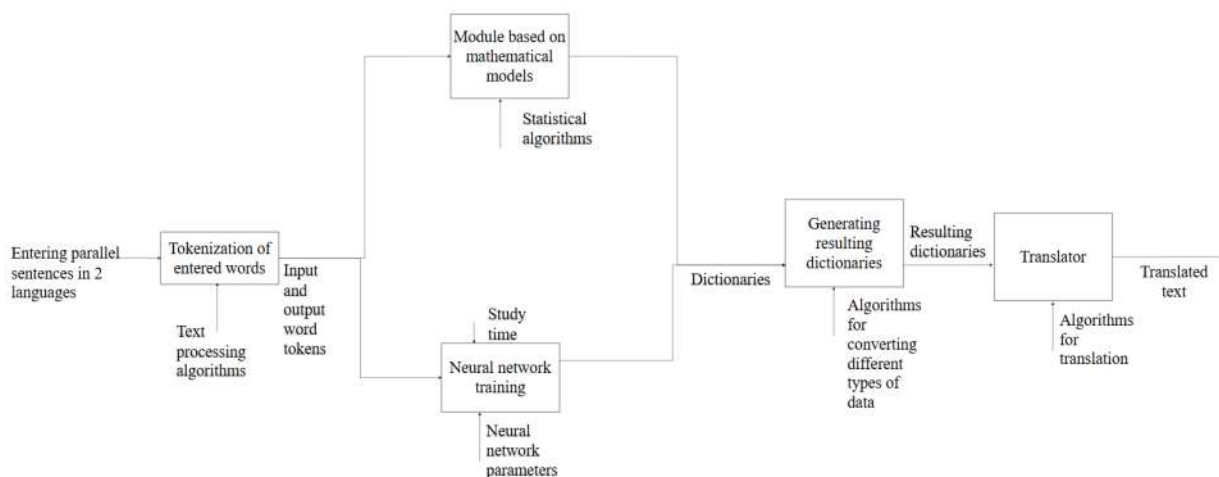 Module based on
mathematical
models
Statistical
algorithms
Entering parallel
sentences in 2
languages
Tokenization of
entered words
Text
processing
algorithms
Input
and
output
word
tokens
Study
time
Neural network
training
Neural
network
parameters
Dictionaries
Generating
resulting
dictionaries
Algorithms
for
converting
different
types of
data
Resulting
dictionaries
Translator
Algorithms
for
translation
Translated
text